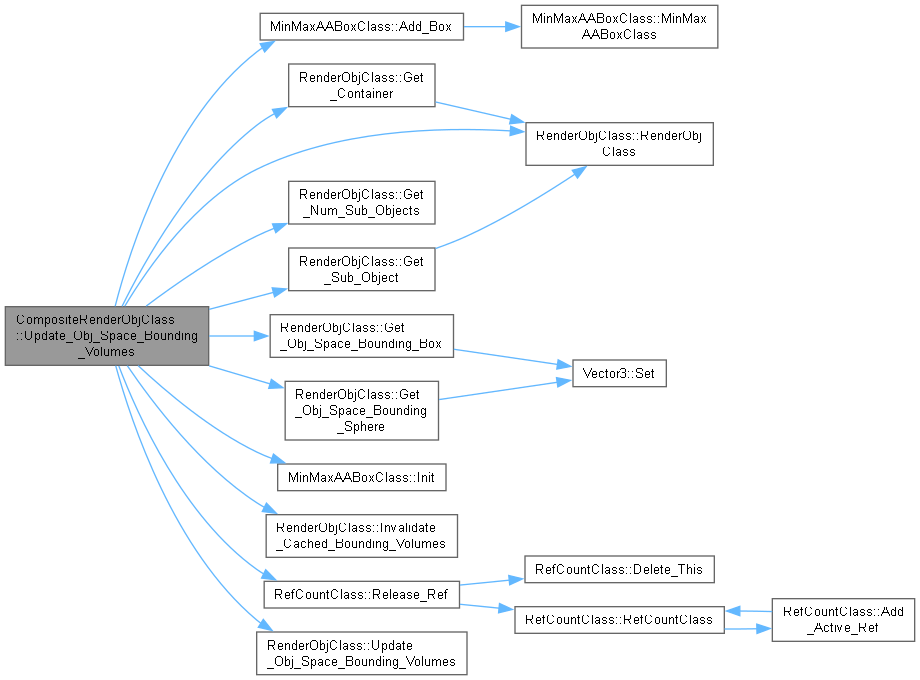 MinMaxAABoxClass::Add_Box
MinMaxAABoxClass::MinMax
AABoxClass
RenderObjClass::Get
_Container
RenderObjClass::RenderObj
Class
RenderObjClass::Get
_Num_Sub_Objects
RenderObjClass::Get
_Sub_Object
CompositeRenderObjClass
::Update_Obj_Space_Bounding
_Volumes
RenderObjClass::Get
_Obj_Space_Bounding_Box
Vector3::Set
RenderObjClass::Get
_Obj_Space_Bounding
_Sphere
MinMaxAABoxClass::Init
RenderObjClass::Invalidate
_Cached_Bounding_Volumes
RefCountClass::Release_Ref
RefCountClass::Delete_This
RefCountClass::RefCountClass
RefCountClass::Add
_Active_Ref
RenderObjClass::Update
_Obj_Space_Bounding_Volumes